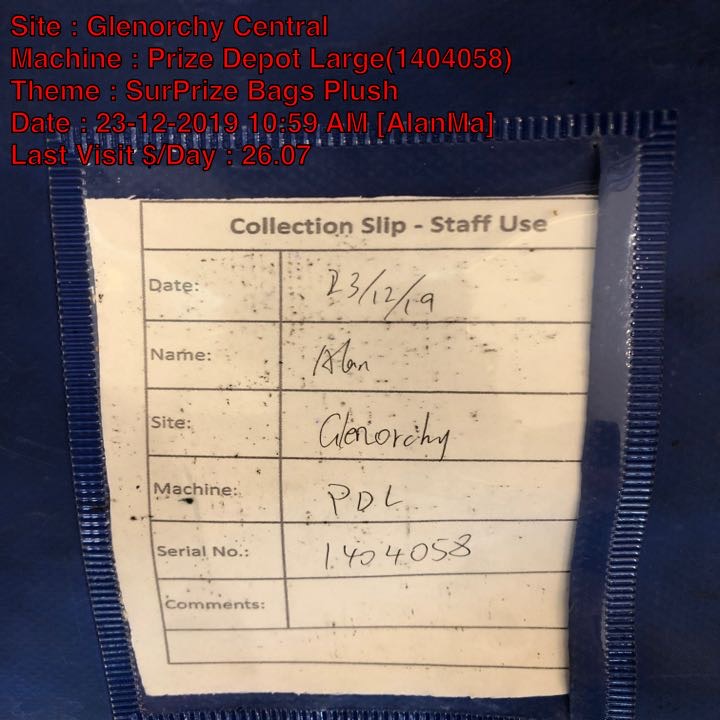 Site : Glenorchy Central
Machine : Prize Depot Large(1404058)
Theme : SurPrize Bags Plush
Date : 23-12-2019 10:59 AM [AlanMa]
Last Visit $/Day : 26.07
Collection Slip - Staff Use
Date: 23/12/19
Name: Alan
Site: Glenorchy
Machine: PDL
Serial No.: 1404058
Comments: